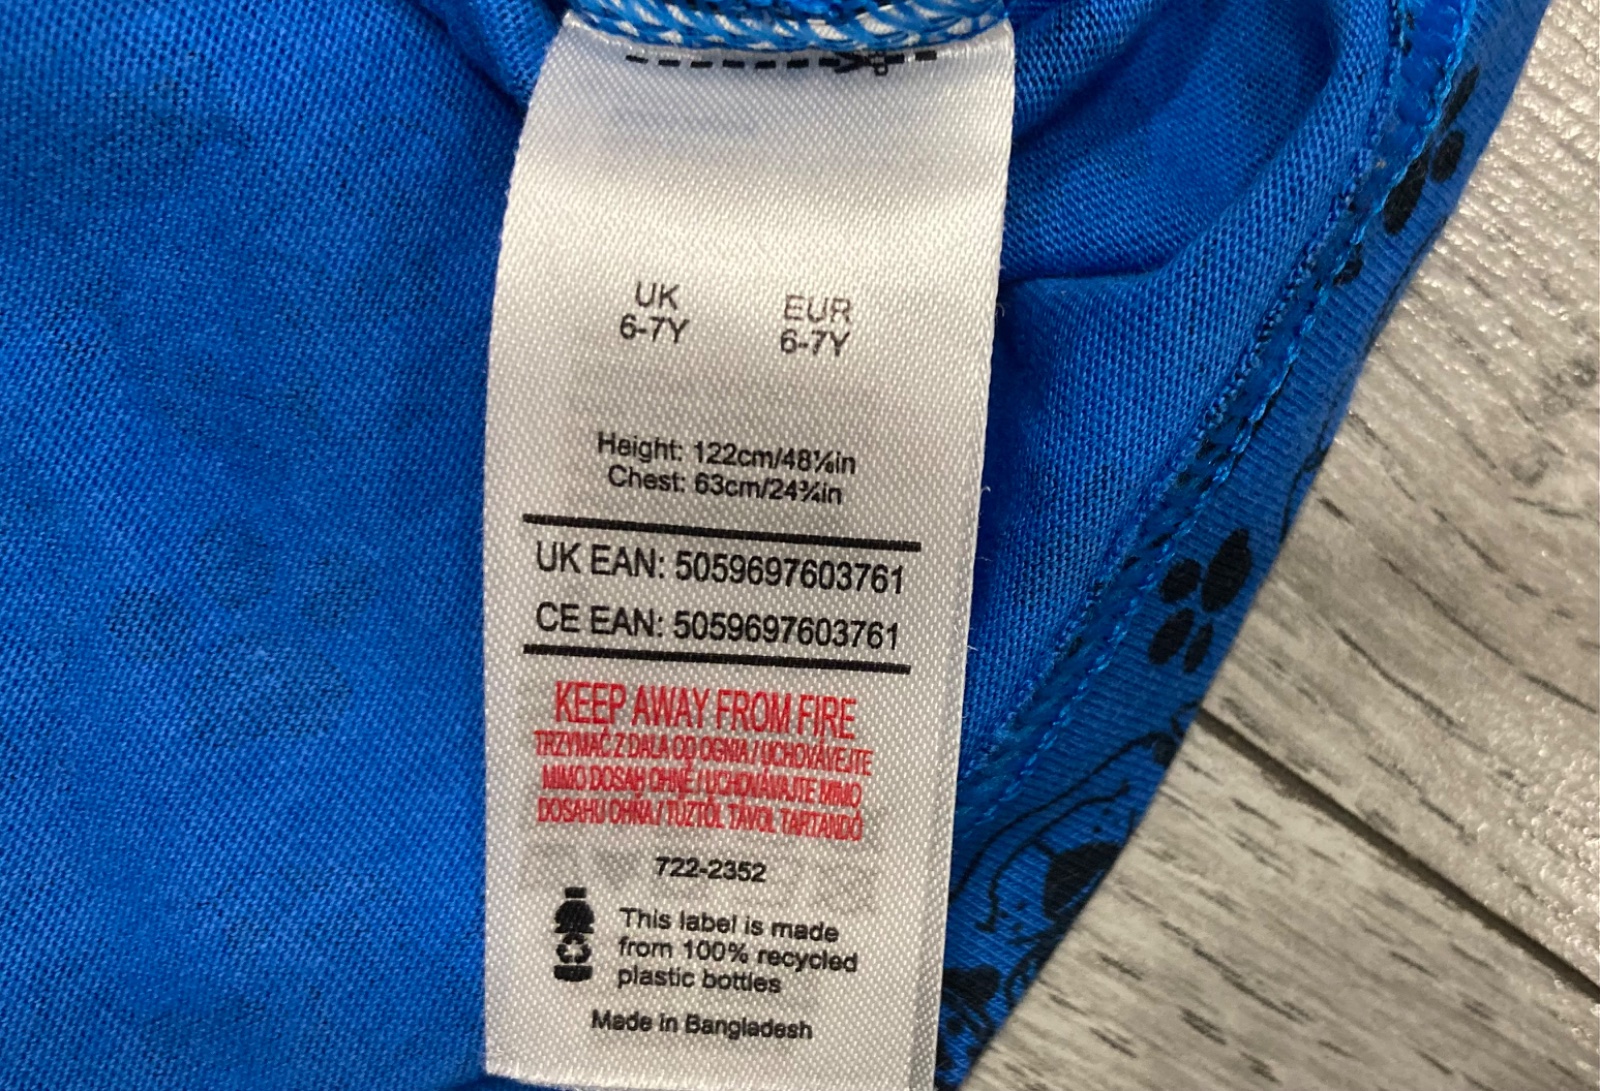 UK EUR
6-7Y 6-7Y
Height: 122cm/48⅛in
Chest: 63cm/24¾in
UK EAN: 5059697603761
CE EAN: 5059697603761
KEEP AWAY FROM FIRE
TRZYMAĆ Z DALA OD OGNIA / UCHOVÁVEJTE
MIMO DOSAH OHNĚ / UCHOVÁVAJTE MIMO
DOSAHU OHŇA / TŰZTŐL TÁVOL TARTANDÓ
722-2352
This label is made
from 100% recycled
plastic bottles
Made in Bangladesh